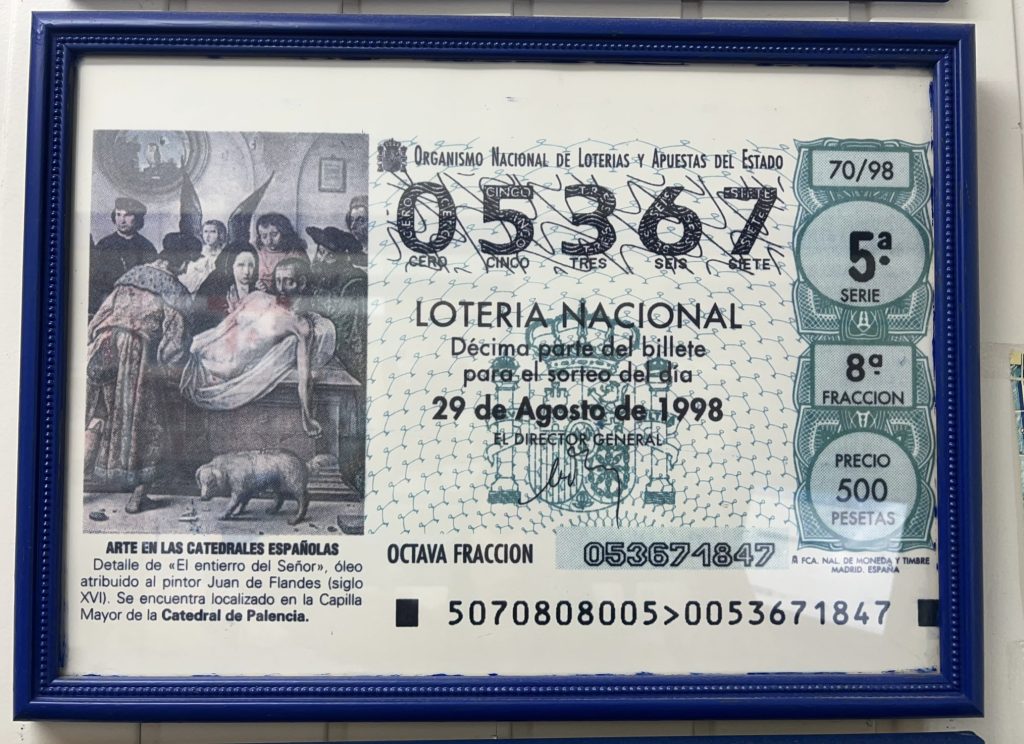 ORGANISMO NACIONAL DE LOTERIAS Y APUESTAS DEL ESTADO
05367
CERO CINCO TRES SEIS SIETE
LOTERIA NACIONAL
Décima parte del billete
para el sorteo del día
29 de Agosto de 1998
EL DIRECTOR GENERAL
70/98
5ª
SERIE
8ª
FRACCION
PRECIO
500
PESETAS
ARTE EN LAS CATEDRALES ESPAÑOLAS
Detalle de «El entierro del Señor», óleo
atribuido al pintor Juan de Flandes (siglo
XVI). Se encuentra localizado en la Capilla
Mayor de la Catedral de Palencia.
OCTAVA FRACCION
053671847
FCA. NAL. DE MONEDA Y TIMBRE
MADRID. ESPAÑA
5070808005>0053671847